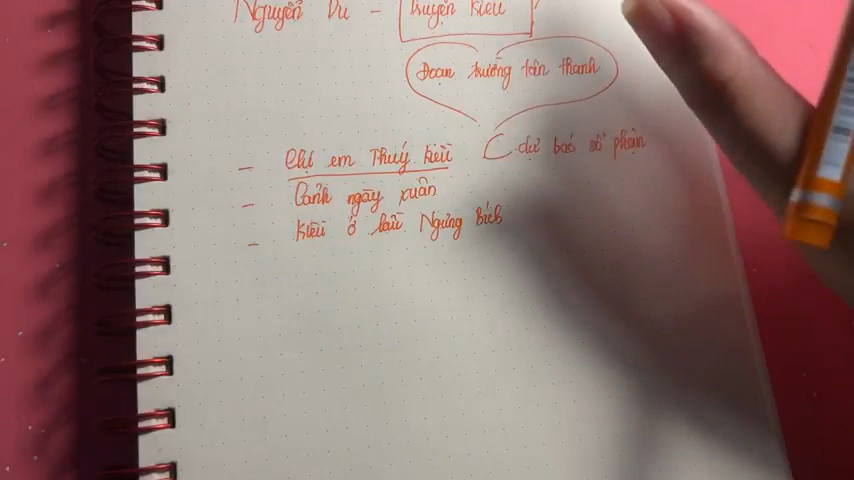 Nguyễn Du - Truyện Kiều
Đoạn trường tân thanh
- Chị em Thuý Kiều
dự báo số phận
- Cảnh ngày xuân
- Kiều ở lầu Ngưng Bích